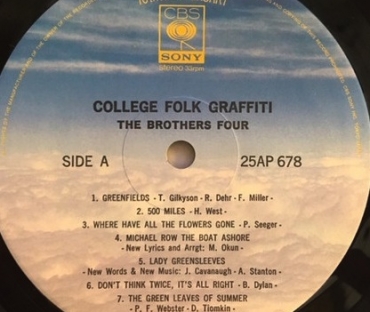 CBS
SONY
STEREO 33rpm
COLLEGE FOLK GRAFFITI
THE BROTHERS FOUR
SIDE A
25AP 678
1. GREENFIELDS - T. Gilkyson - R. Dehr - F. Miller -
2. 500 MILES - H. West -
3. WHERE HAVE ALL THE FLOWERS GONE - P. Seeger -
4. MICHAEL ROW THE BOAT ASHORE
- New Lyrics and Arrgt: M. Okun -
5. LADY GREENSLEEVES
- New Words & New Music: J. Cavanaugh - A. Stanton -
6. DON'T THINK TWICE, IT'S ALL RIGHT - B. Dylan -
7. THE GREEN LEAVES OF SUMMER
- P. F. Webster - D. Tiomkin -